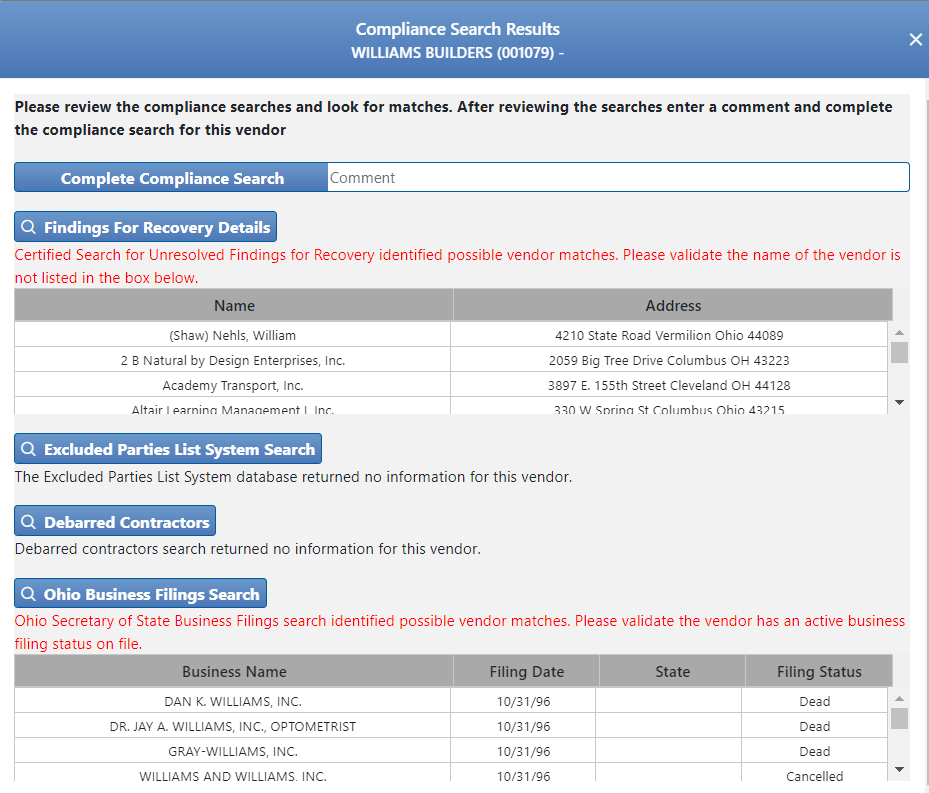 Compliance Search Results
WILLIAMS BUILDERS (001079) -
Please review the compliance searches and look for matches. After reviewing the searches enter a comment and complete
the compliance search for this vendor
Complete Compliance Search Comment
Findings For Recovery Details
Certified Search for Unresolved Findings for Recovery identified possible vendor matches. Please validate the name of the vendor is
not listed in the box below.
Name Address
(Shaw) Nehls, William 4210 State Road Vermilion Ohio 44089
2 B Natural by Design Enterprises, Inc. 2059 Big Tree Drive Columbus OH 43223
Academy Transport, Inc. 3897 E. 155th Street Cleveland OH 44128
Altair Learning Management I, Inc. 330 W Spring St Columbus Ohio 43215
Excluded Parties List System Search
The Excluded Parties List System database returned no information for this vendor.
Debarred Contractors
Debarred contractors search returned no information for this vendor.
Ohio Business Filings Search
Ohio Secretary of State Business Filings search identified possible vendor matches. Please validate the vendor has an active business
filing status on file.
Business Name Filing Date State Filing Status
DAN K. WILLIAMS, INC. 10/31/96 Dead
DR. JAY A. WILLIAMS, INC., OPTOMETRIST 10/31/96 Dead
GRAY-WILLIAMS, INC. 10/31/96 Dead
WILLIAMS AND WILLIAMS, INC. 10/31/96 Cancelled